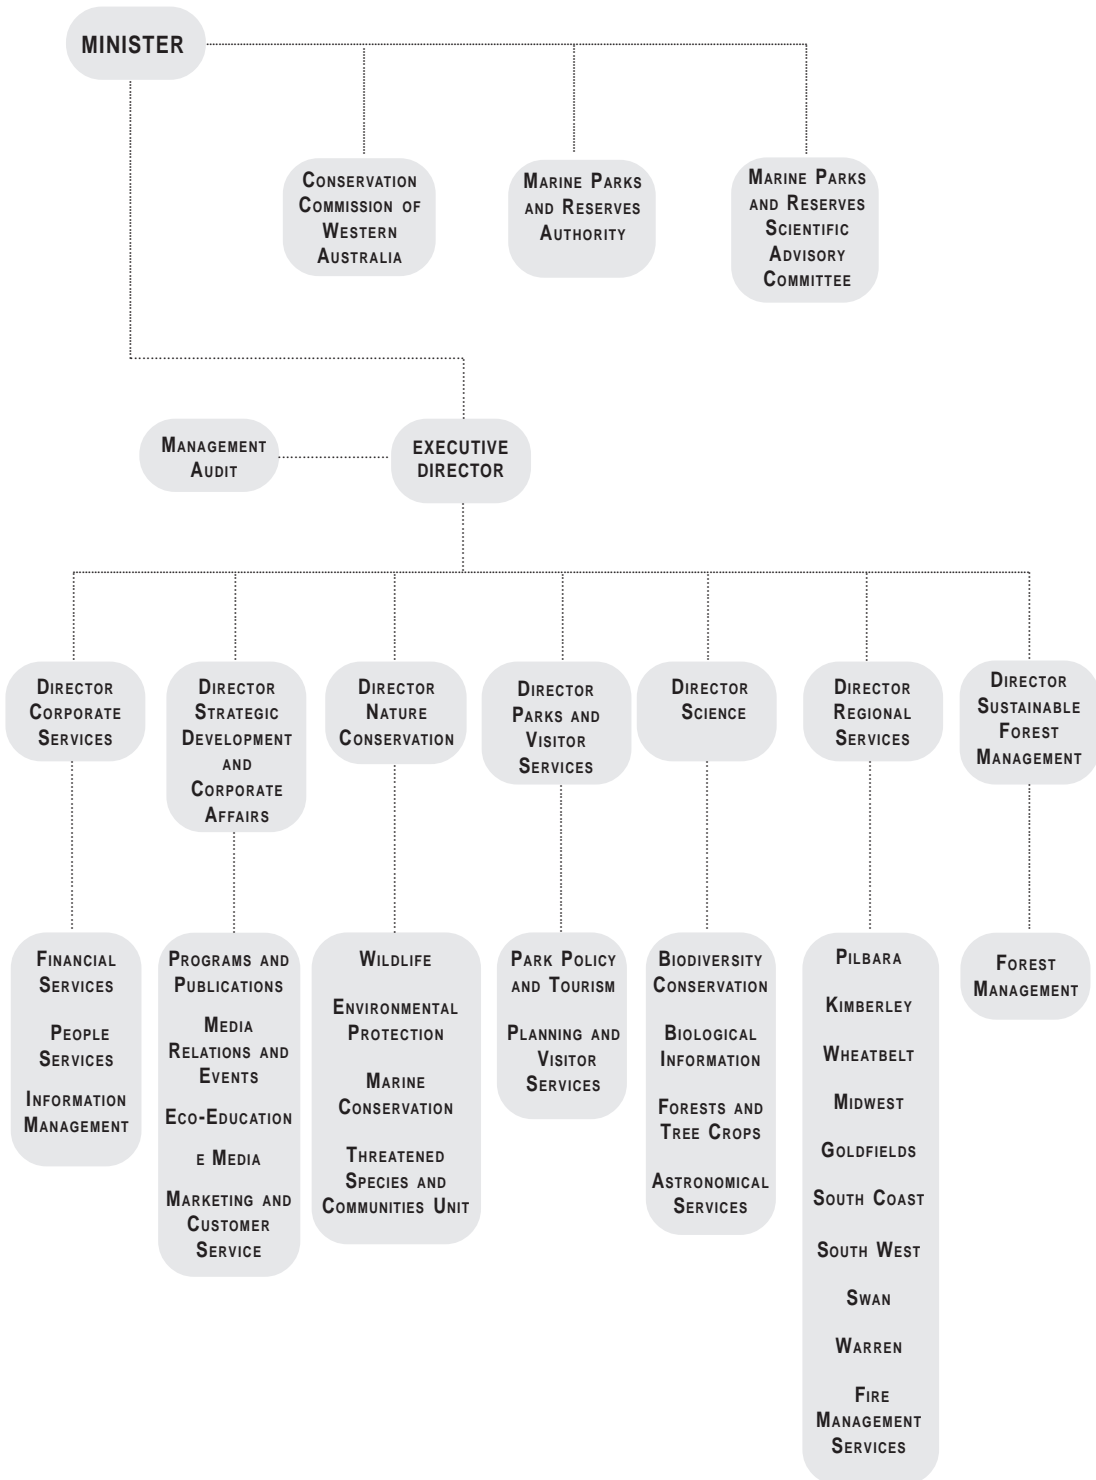 MINISTER
CONSERVATION
COMMISSION OF
WESTERN
AUSTRALIA
MARINE PARKS
AND RESERVES
AUTHORITY
MARINE PARKS
AND RESERVES
SCIENTIFIC
ADVISORY
COMMITTEE
MANAGEMENT
AUDIT
EXECUTIVE
DIRECTOR
DIRECTOR
CORPORATE
SERVICES
DIRECTOR
STRATEGIC
DEVELOPMENT
AND
CORPORATE
AFFAIRS
DIRECTOR
NATURE
CONSERVATION
DIRECTOR
PARKS AND
VISITOR
SERVICES
DIRECTOR
SCIENCE
DIRECTOR
REGIONAL
SERVICES
DIRECTOR
SUSTAINABLE
FOREST
MANAGEMENT
FINANCIAL
SERVICES
PEOPLE
SERVICES
INFORMATION
MANAGEMENT
PROGRAMS AND
PUBLICATIONS
MEDIA
RELATIONS AND
EVENTS
ECO-EDUCATION
E MEDIA
MARKETING AND
CUSTOMER
SERVICE
WILDLIFE
ENVIRONMENTAL
PROTECTION
MARINE
CONSERVATION
THREATENED
SPECIES AND
COMMUNITIES UNIT
PARK POLICY
AND TOURISM
PLANNING AND
VISITOR
SERVICES
BIODIVERSITY
CONSERVATION
BIOLOGICAL
INFORMATION
FORESTS AND
TREE CROPS
ASTRONOMICAL
SERVICES
PILBARA
KIMBERLEY
WHEATBELT
MIDWEST
GOLDFIELDS
SOUTH COAST
SOUTH WEST
SWAN
WARREN
FIRE
MANAGEMENT
SERVICES
FOREST
MANAGEMENT